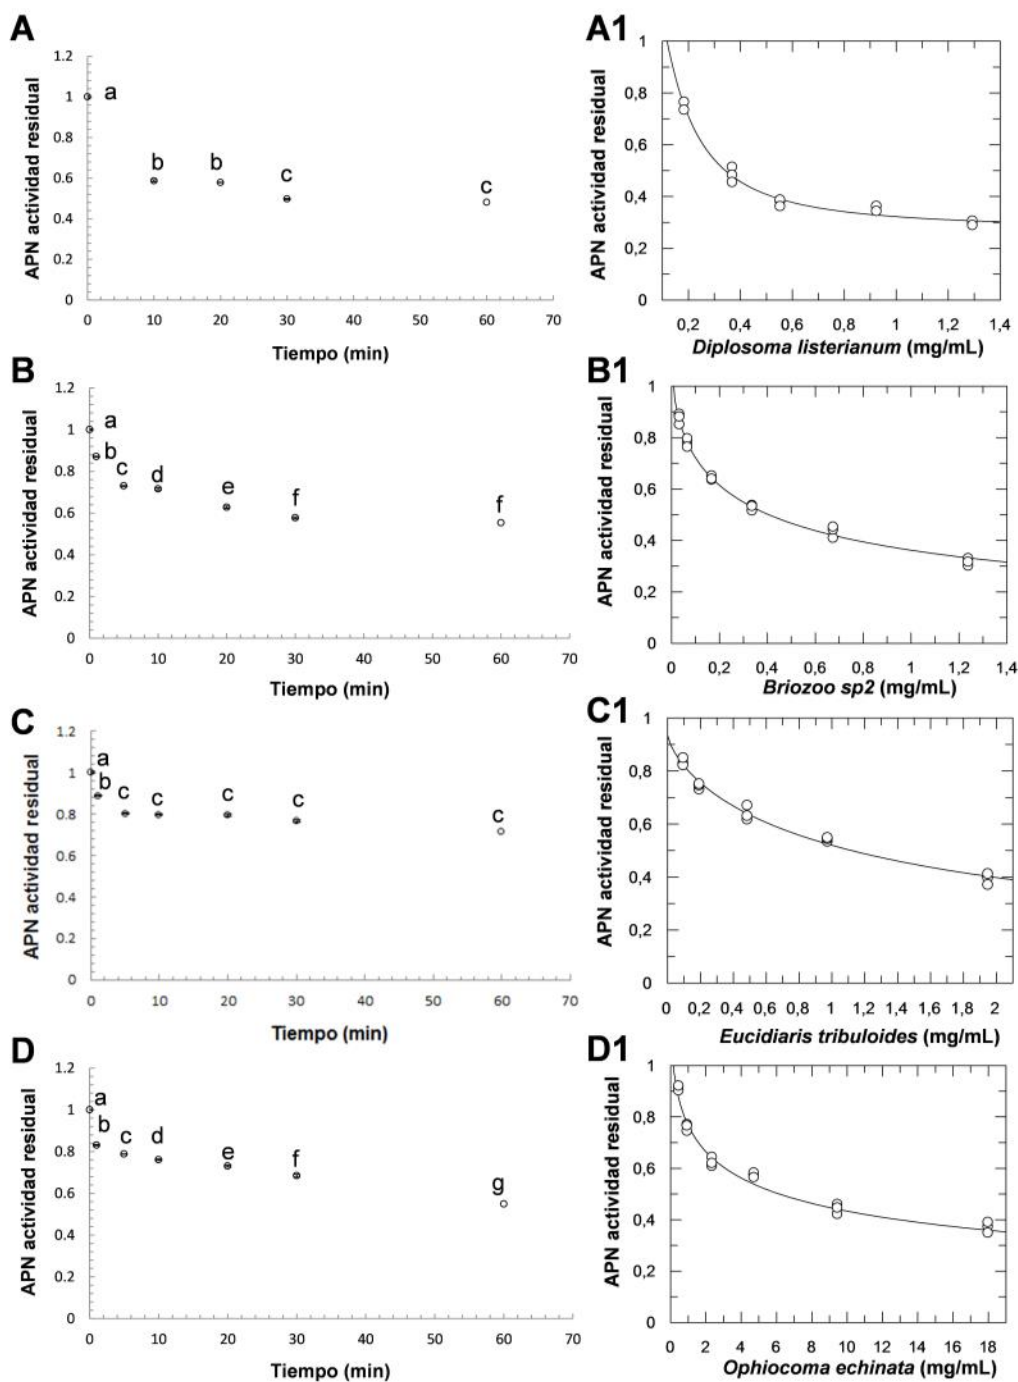 A
APN actividad residual
1.2
1
0.8
0.6
0.4
0.2
0
a
b
b
c
c
0 10 20 30 40 50 60 70
Tiempo (min)
A1
APN actividad residual
1
0,8
0,6
0,4
0,2
0
0,2 0,4 0,6 0,8 1 1,2 1,4
Diplosoma listerianum (mg/mL)
B
APN actividad residual
1.2
1
0.8
0.6
0.4
0.2
0
a
b
c
d
e
f
f
0 10 20 30 40 50 60 70
Tiempo (min)
B1
APN actividad residual
1
0,8
0,6
0,4
0,2
0
0 0,2 0,4 0,6 0,8 1 1,2 1,4
Briozoo sp2 (mg/mL)
C
APN actividad residual
1.2
1
0.8
0.6
0.4
0.2
0
a
b
c
c
c
c
c
0 10 20 30 40 50 60 70
Tiempo (min)
C1
APN actividad residual
1
0,8
0,6
0,4
0,2
0
0 0,2 0,4 0,6 0,8 1 1,2 1,4 1,6 1,8 2
Eucidiaris tribuloides (mg/mL)
D
APN actividad residual
1.2
1
0.8
0.6
0.4
0.2
0
a
b
c
d
e
f
g
0 10 20 30 40 50 60 70
Tiempo (min)
D1
APN actividad residual
1
0,8
0,6
0,4
0,2
0
0 2 4 6 8 10 12 14 16 18
Ophiocoma echinata (mg/mL)